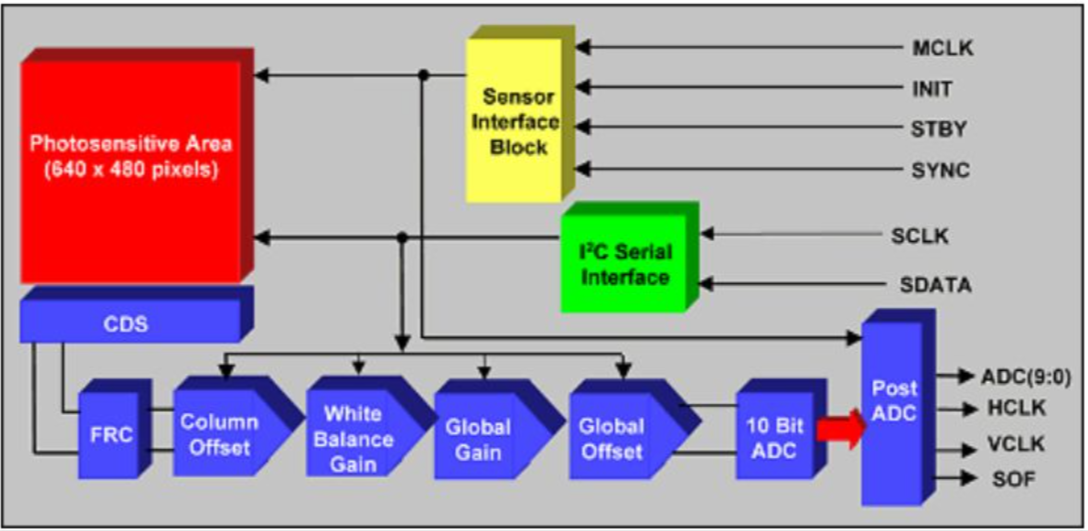 Photosensitive Area
(640 x 480 pixels)
Sensor
Interface
Block
MCLK
INIT
STBY
SYNC
I²C Serial
Interface
SCLK
SDATA
CDS
FRC
Column
Offset
White
Balance
Gain
Global
Gain
Global
Offset
10 Bit
ADC
Post
ADC
ADC(9:0)
HCLK
VCLK
SOF